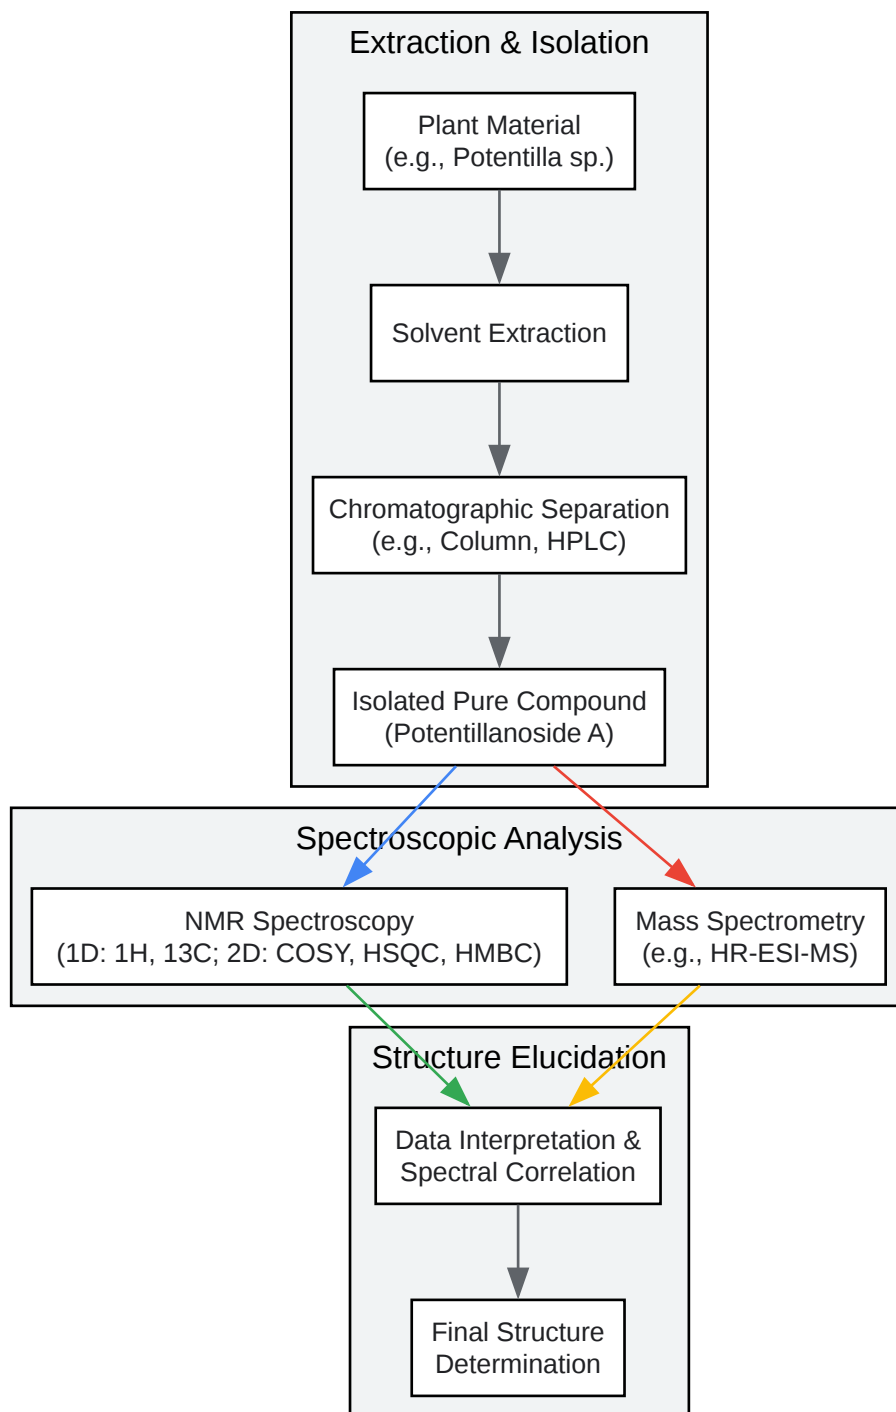 Extraction & Isolation
Plant Material
(e.g., Potentilla sp.)
Solvent Extraction
Chromatographic Separation
(e.g., Column, HPLC)
Isolated Pure Compound
(Potentillanoside A)
Spectroscopic Analysis
NMR Spectroscopy
(1D: 1H, 13C; 2D: COSY, HSQC, HMBC)
Mass Spectrometry
(e.g., HR-ESI-MS)
Structure Elucidation
Data Interpretation &
Spectral Correlation
Final Structure
Determination